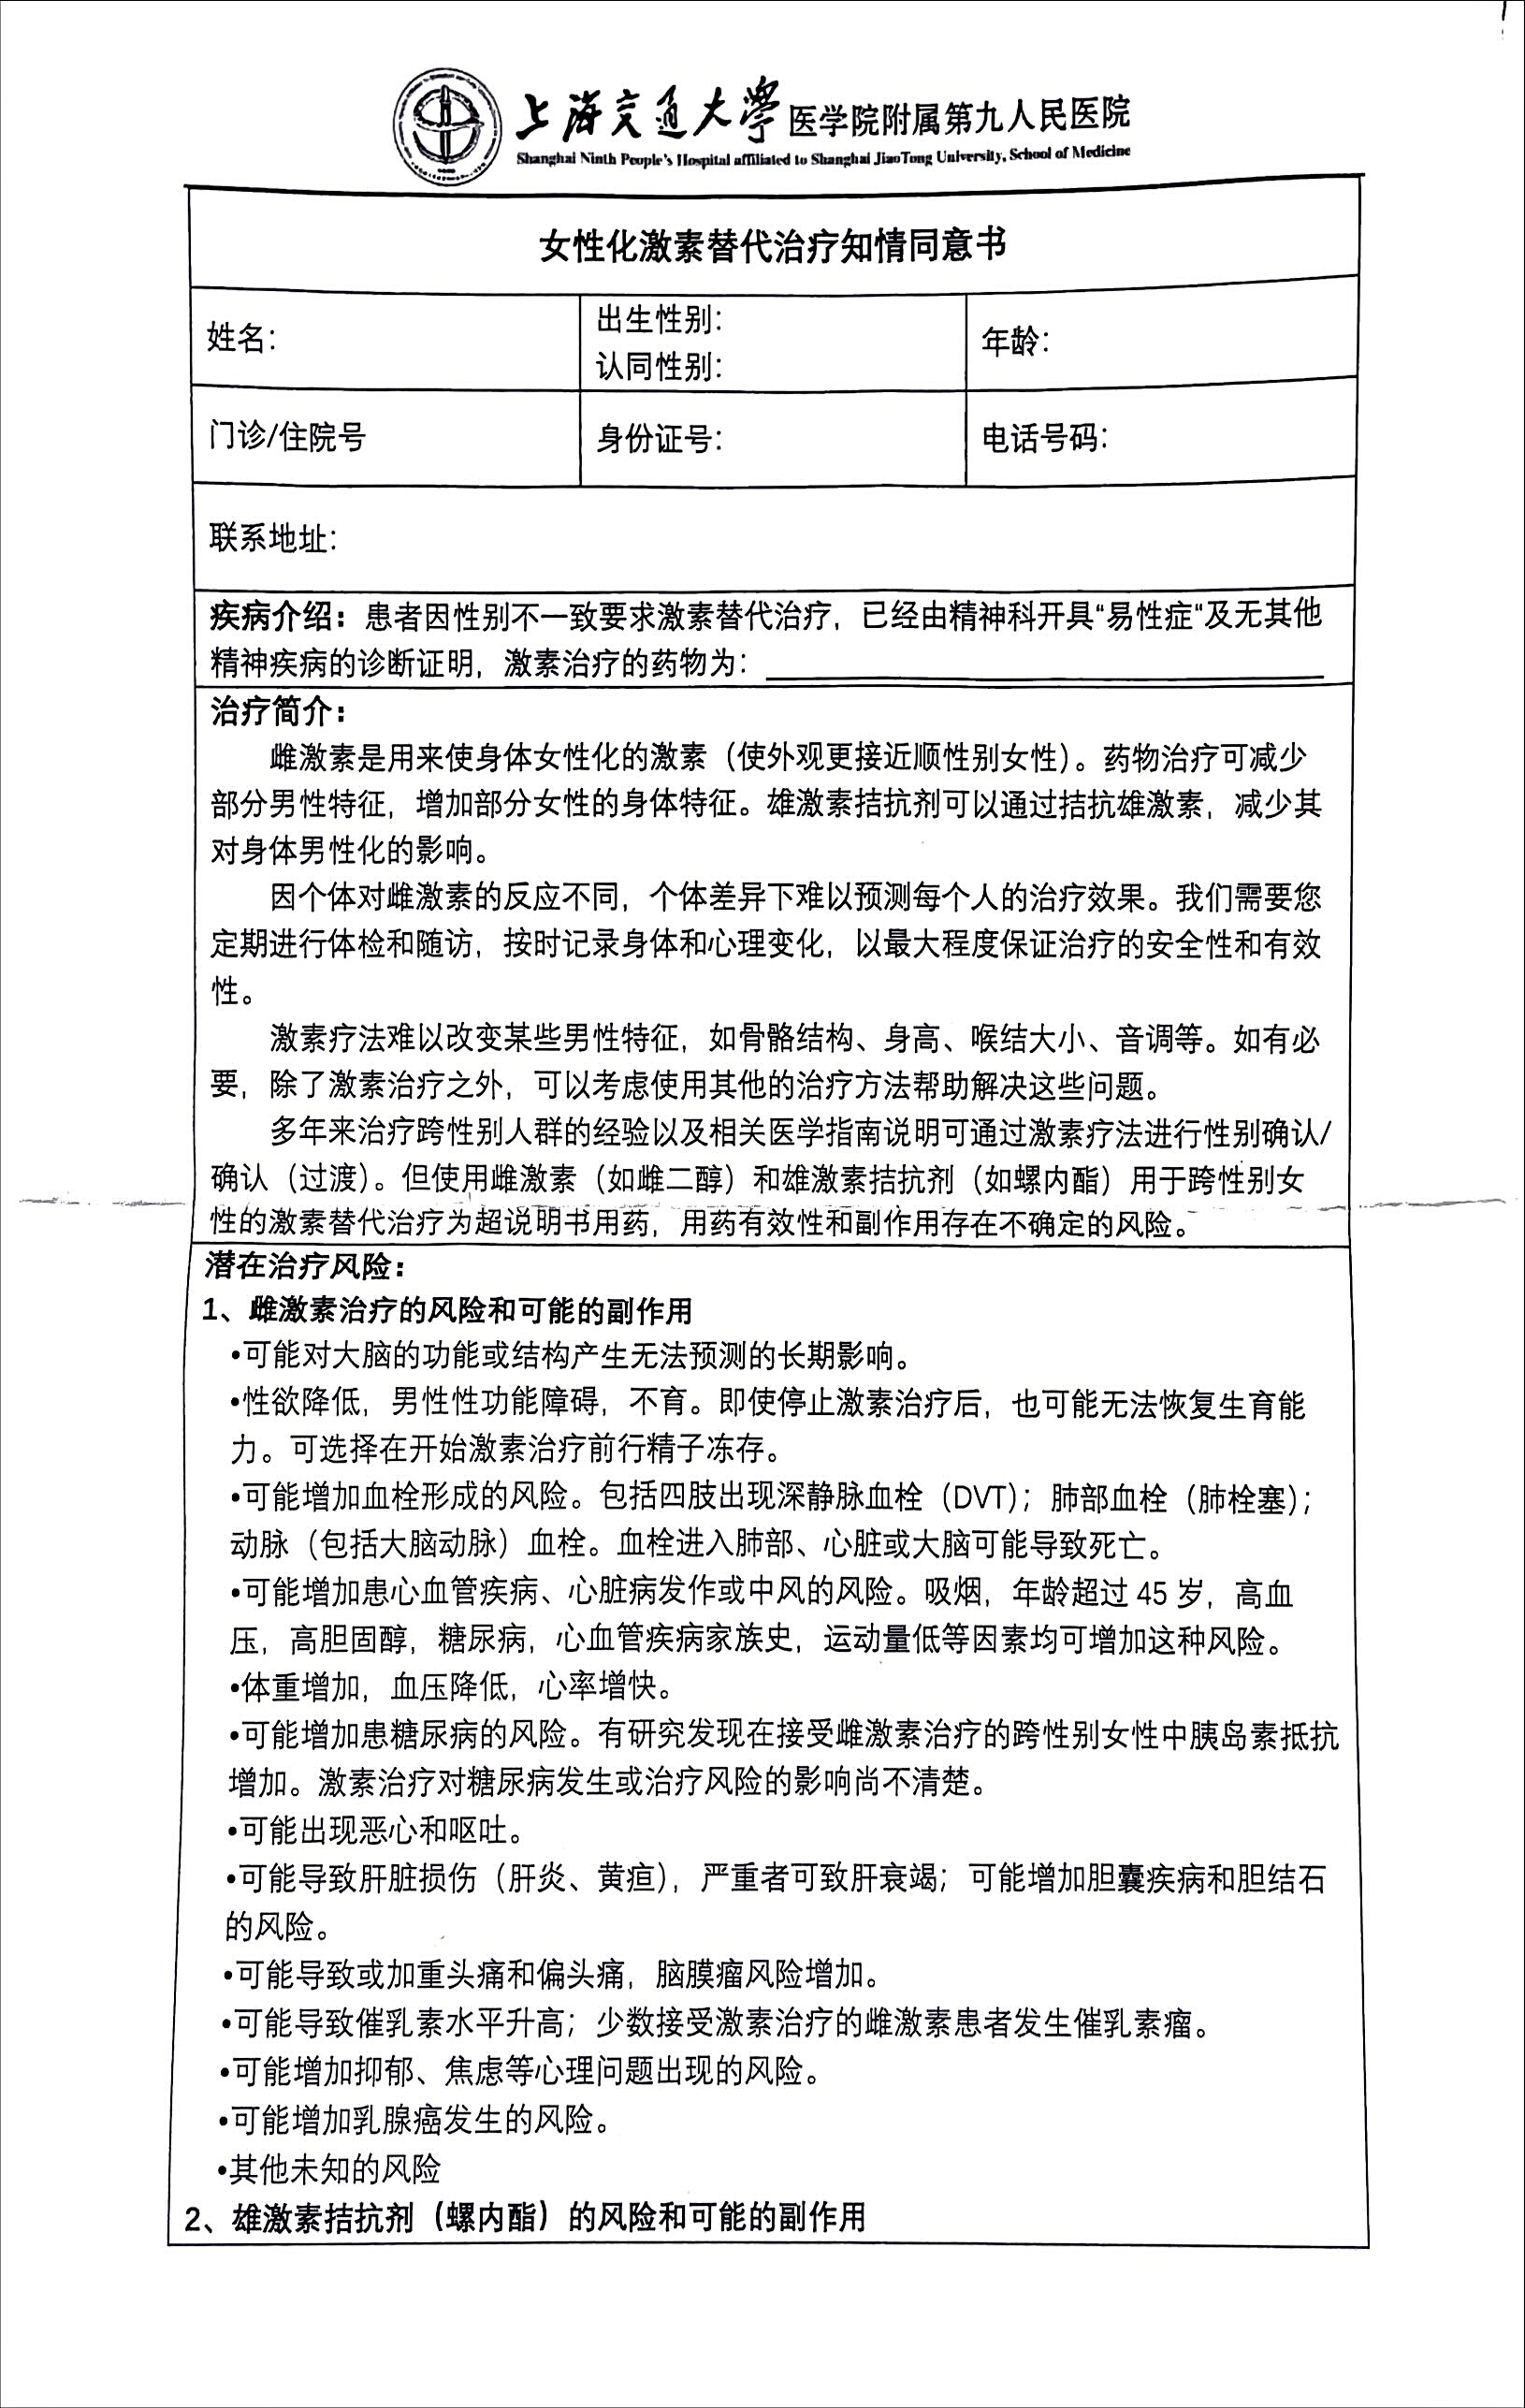 上海交通大学医学院附属第九人民医院
Shanghai Ninth People's Hospital affiliated to Shanghai JiaoTong University, School of Medicine
女性化激素替代治疗知情同意书
姓名：
出生性别：
认同性别：
年龄：
门诊/住院号
身份证号：
电话号码：
联系地址：
疾病介绍：患者因性别不一致要求激素替代治疗，已经由精神科开具“易性症“及无其他
精神疾病的诊断证明，激素治疗的药物为：
治疗简介：
雌激素是用来使身体女性化的激素（使外观更接近顺性别女性）。药物治疗可减少
部分男性特征，增加部分女性的身体特征。雄激素拮抗剂可以通过拮抗雄激素，减少其
对身体男性化的影响。
因个体对雌激素的反应不同，个体差异下难以预测每个人的治疗效果。我们需要您
定期进行体检和随访，按时记录身体和心理变化，以最大程度保证治疗的安全性和有效
性。
激素疗法难以改变某些男性特征，如骨骼结构、身高、喉结大小、音调等。如有必
要，除了激素治疗之外，可以考虑使用其他的治疗方法帮助解决这些问题。
多年来治疗跨性别人群的经验以及相关医学指南说明可通过激素疗法进行性别确认/
确认（过渡）。但使用雌激素（如雌二醇）和雄激素拮抗剂（如螺内酯）用于跨性别女
性的激素替代治疗为超说明书用药，用药有效性和副作用存在不确定的风险。
潜在治疗风险：
1、雌激素治疗的风险和可能的副作用
•可能对大脑的功能或结构产生无法预测的长期影响。
•性欲降低，男性性功能障碍，不育。即使停止激素治疗后，也可能无法恢复生育能
力。可选择在开始激素治疗前行精子冻存。
•可能增加血栓形成的风险。包括四肢出现深静脉血栓（DVT）；肺部血栓（肺栓塞）；
动脉（包括大脑动脉）血栓。血栓进入肺部、心脏或大脑可能导致死亡。
•可能增加患心血管疾病、心脏病发作或中风的风险。吸烟，年龄超过 45 岁，高血
压，高胆固醇，糖尿病，心血管疾病家族史，运动量低等因素均可增加这种风险。
•体重增加，血压降低，心率增快。
•可能增加患糖尿病的风险。有研究发现在接受雌激素治疗的跨性别女性中胰岛素抵抗
增加。激素治疗对糖尿病发生或治疗风险的影响尚不清楚。
•可能出现恶心和呕吐。
•可能导致肝脏损伤（肝炎、黄疸），严重者可致肝衰竭；可能增加胆囊疾病和胆结石
的风险。
•可能导致或加重头痛和偏头痛，脑膜瘤风险增加。
•可能导致催乳素水平升高；少数接受激素治疗的雌激素患者发生催乳素瘤。
•可能增加抑郁、焦虑等心理问题出现的风险。
•可能增加乳腺癌发生的风险。
•其他未知的风险
2、雄激素拮抗剂（螺内酯）的风险和可能的副作用